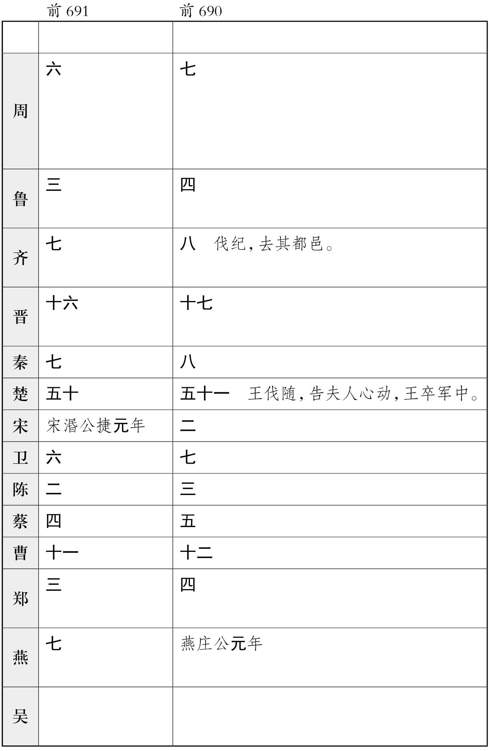 前 691 前 690
周 六 七
鲁 三 四
齐 七 八 伐纪，去其都邑。
晋 十六 十七
秦 七 八
楚 五十 五十一 王伐随，告夫人心动，王卒军中。
宋 宋湣公捷元年 二
卫 六 七
陈 二 三
蔡 四 五
曹 十一 十二
郑 三 四
燕 七 燕庄公元年
吴